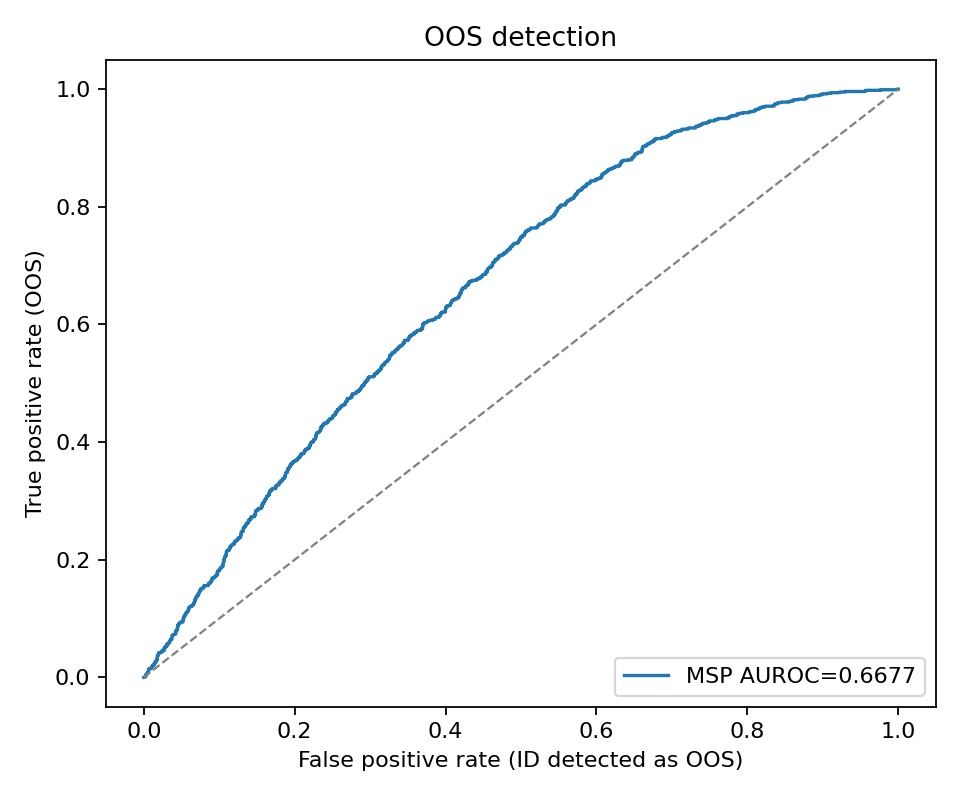 OOS detection
True positive rate (OOS)
1.0
0.8
0.6
0.4
0.2
0.0
MSP AUROC=0.6677
0.0 0.2 0.4 0.6 0.8 1.0
False positive rate (ID detected as OOS)